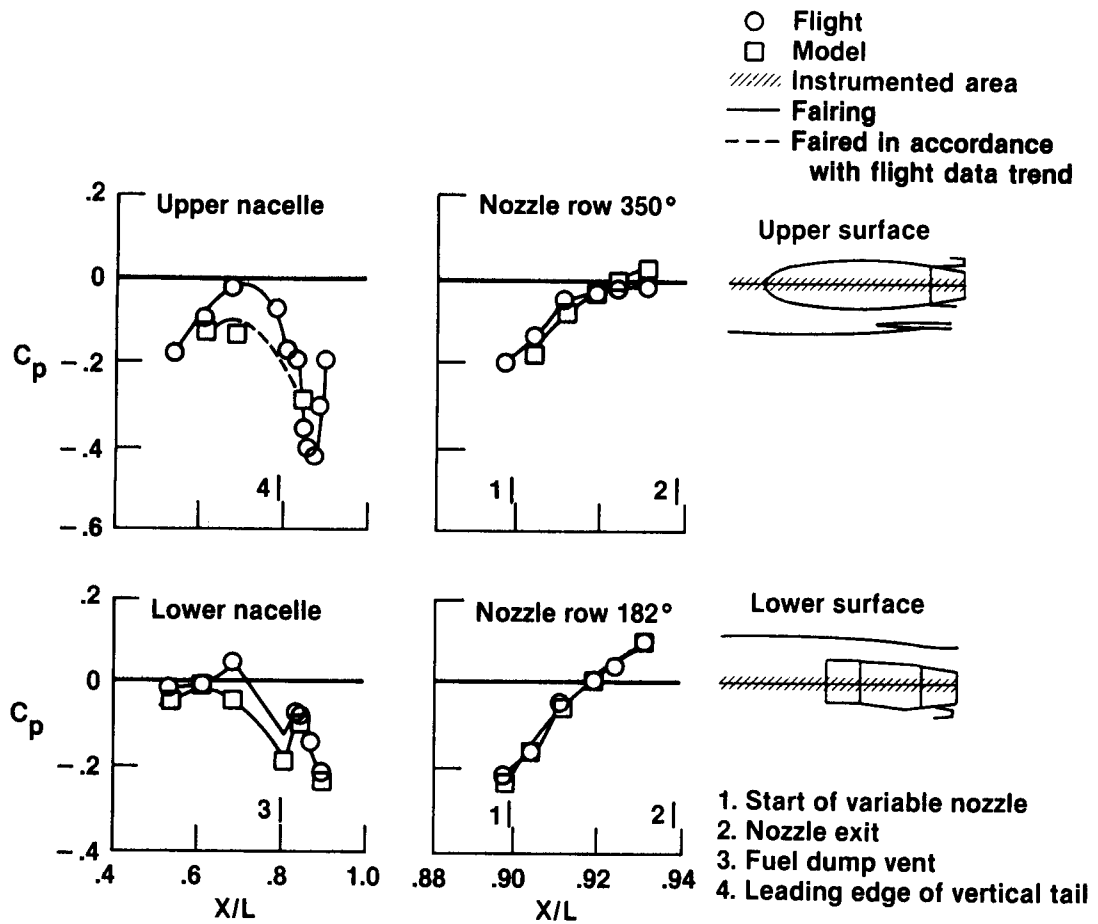 Flight
Model
Instrumented area
Fairing
Faired in accordance
with flight data trend
Upper nacelle
Nozzle row 350°
Upper surface
.2
0
Cp
-.2
-.4
-.6
4
1
2
Lower nacelle
Nozzle row 182°
Lower surface
.2
0
Cp
-.2
-.4
3
1
2
.4 .6 .8 1.0
.88 .90 .92 .94
X/L
X/L
1. Start of variable nozzle
2. Nozzle exit
3. Fuel dump vent
4. Leading edge of vertical tail